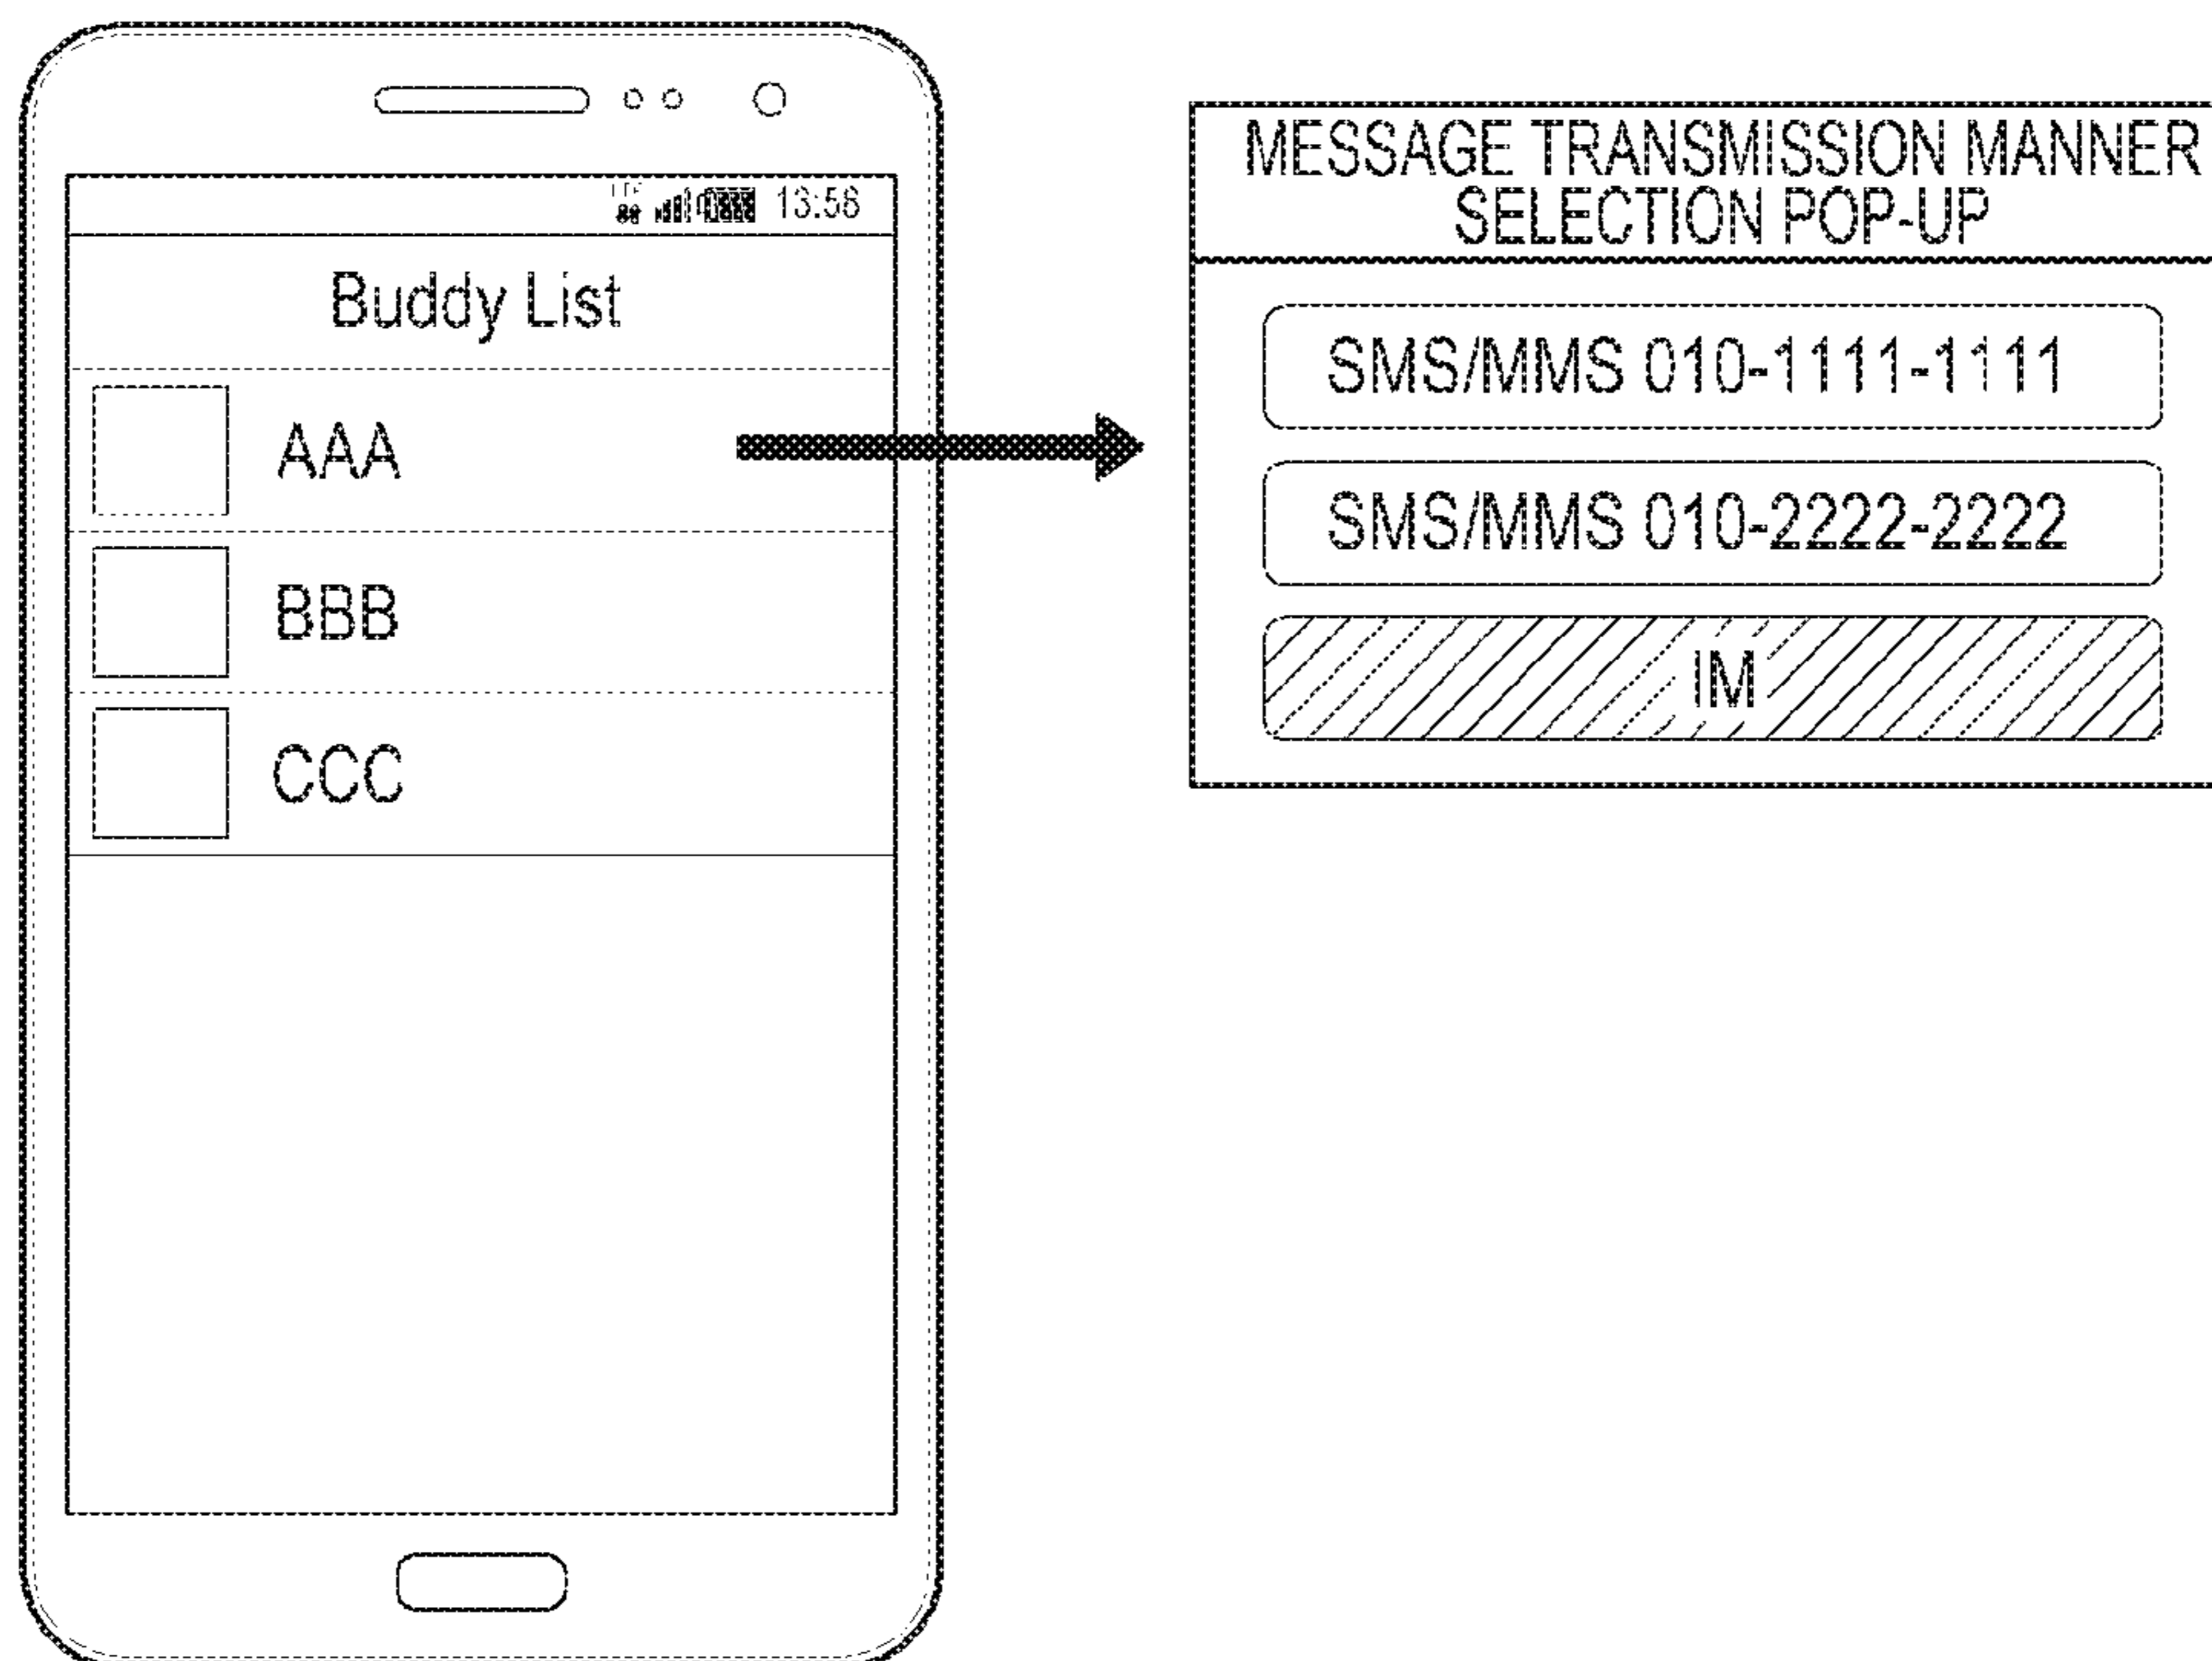 13:58
Buddy List
AAA
BBB
CCC
MESSAGE TRANSMISSION MANNER
SELECTION POP-UP
SMS/MMS 010-1111-1111
SMS/MMS 010-2222-2222
IM